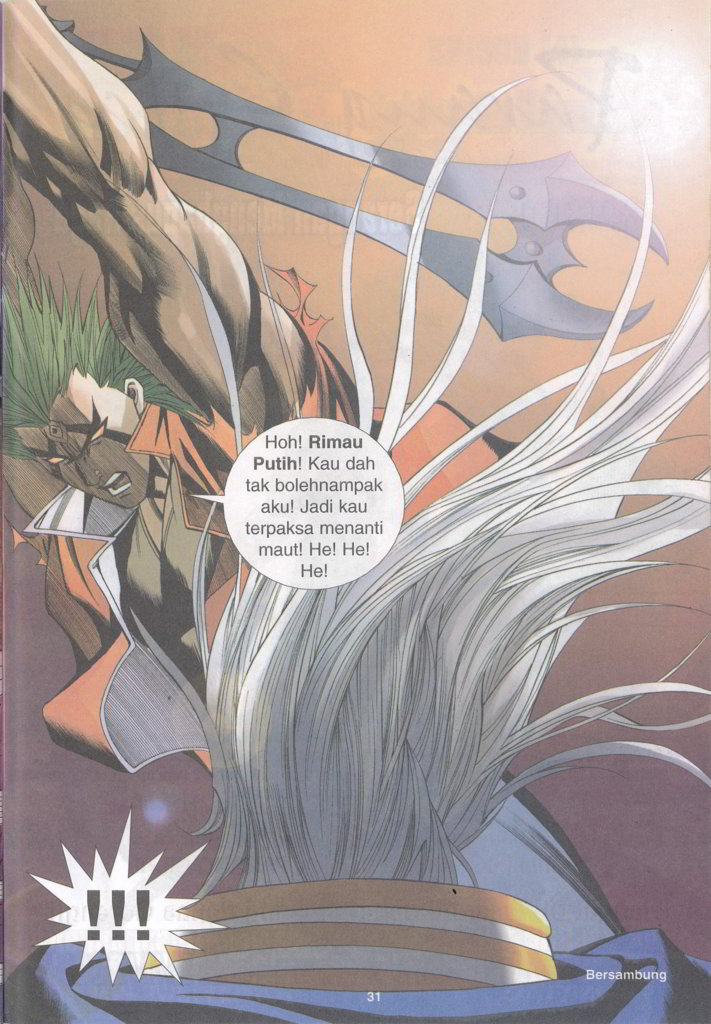 Hoh! Rimau
Putih! Kau dah
tak bolehnampak
aku! Jadi kau
terpaksa menanti
maut! He! He!
He!
!!!
Bersambung
31